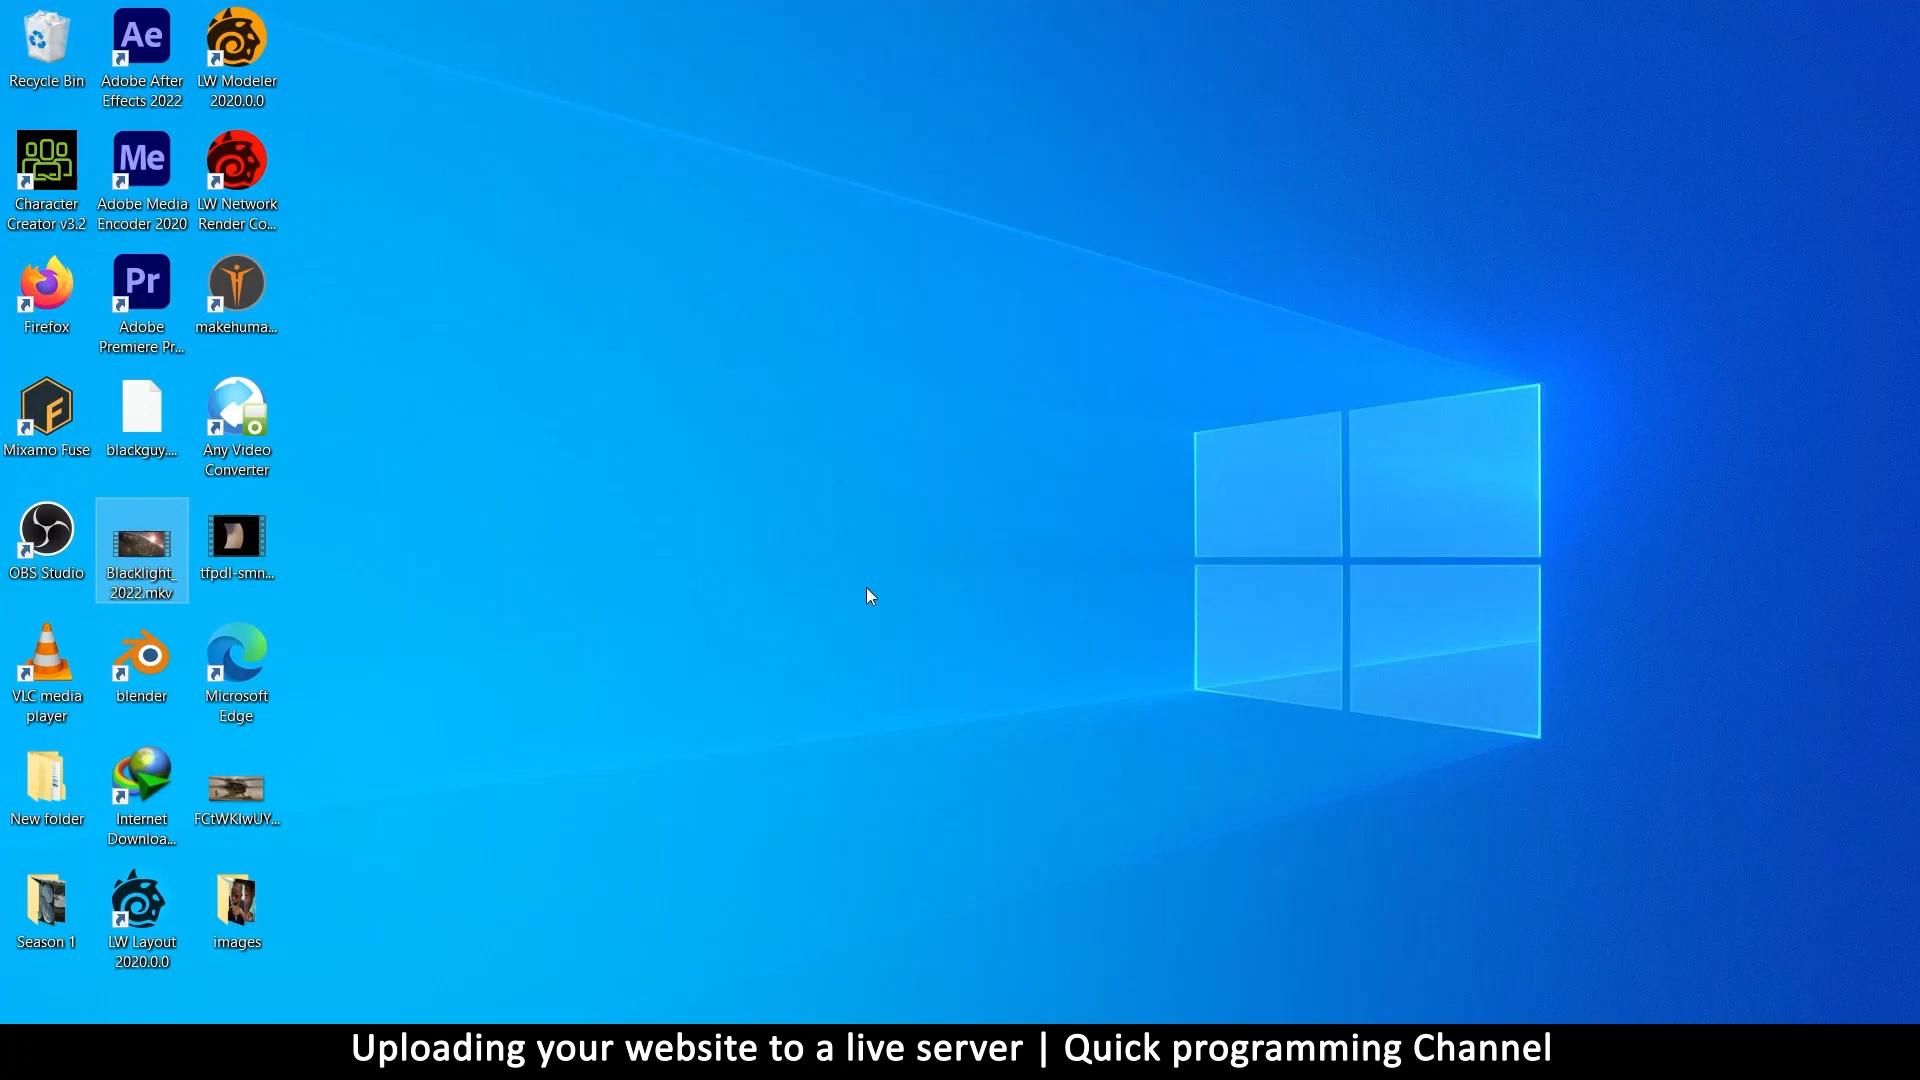 Recycle Bin
Ae
Adobe After
Effects 2022
LW Modeler
2020.0.0
Character
Creator v3.2
Me
Adobe Media
Encoder 2020
LW Network
Render Co...
Firefox
Pr
Adobe
Premiere Pr...
makehuma...
F
Mixamo Fuse
blackguy....
Any Video
Converter
OBS Studio
Blacklight_
2022.mkv
tfpdl-smn...
VLC media
player
blender
Microsoft
Edge
New folder
Internet
Downloa...
FCtWKIwUY...
Season 1
LW Layout
2020.0.0
images
Uploading your website to a live server | Quick programming Channel